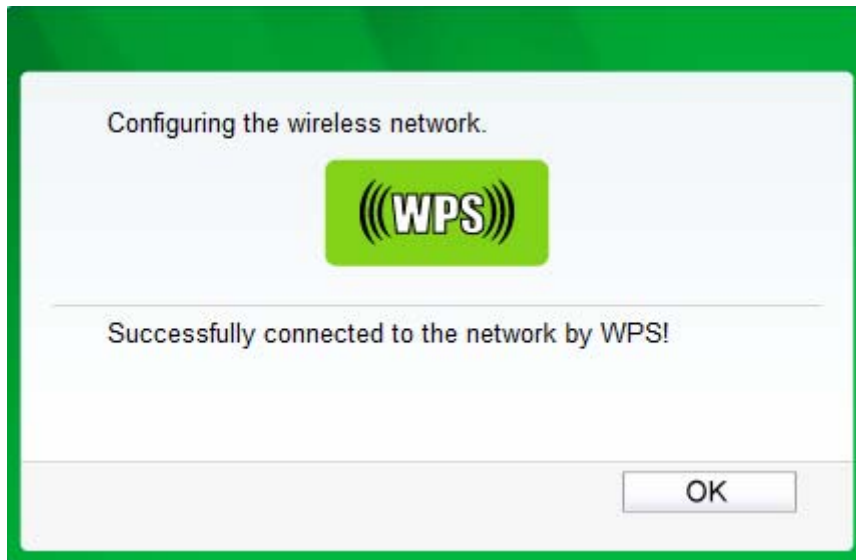 Configuring the wireless network.
WPS
Successfully connected to the network by WPS!
OK